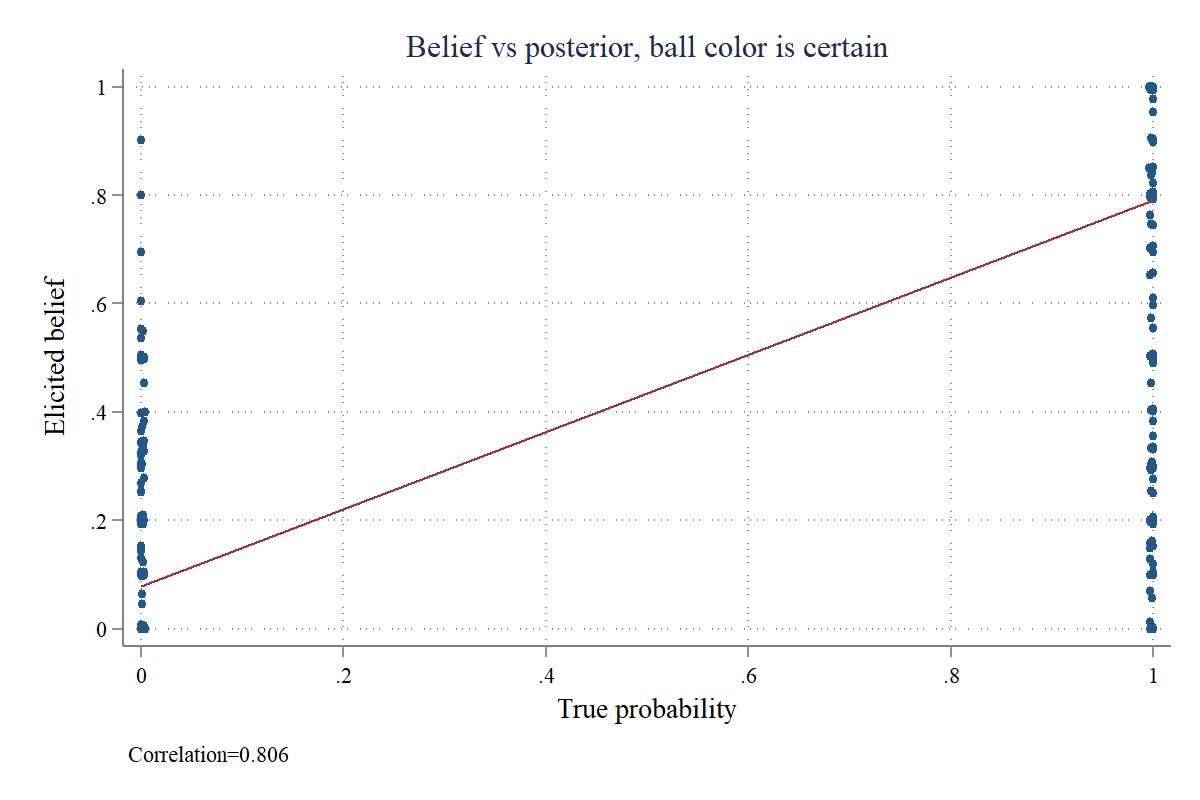 Belief vs posterior, ball color is certain
Elicited belief
1
.8
.6
.4
.2
0
0 .2 .4 .6 .8 1
True probability
Correlation=0.806